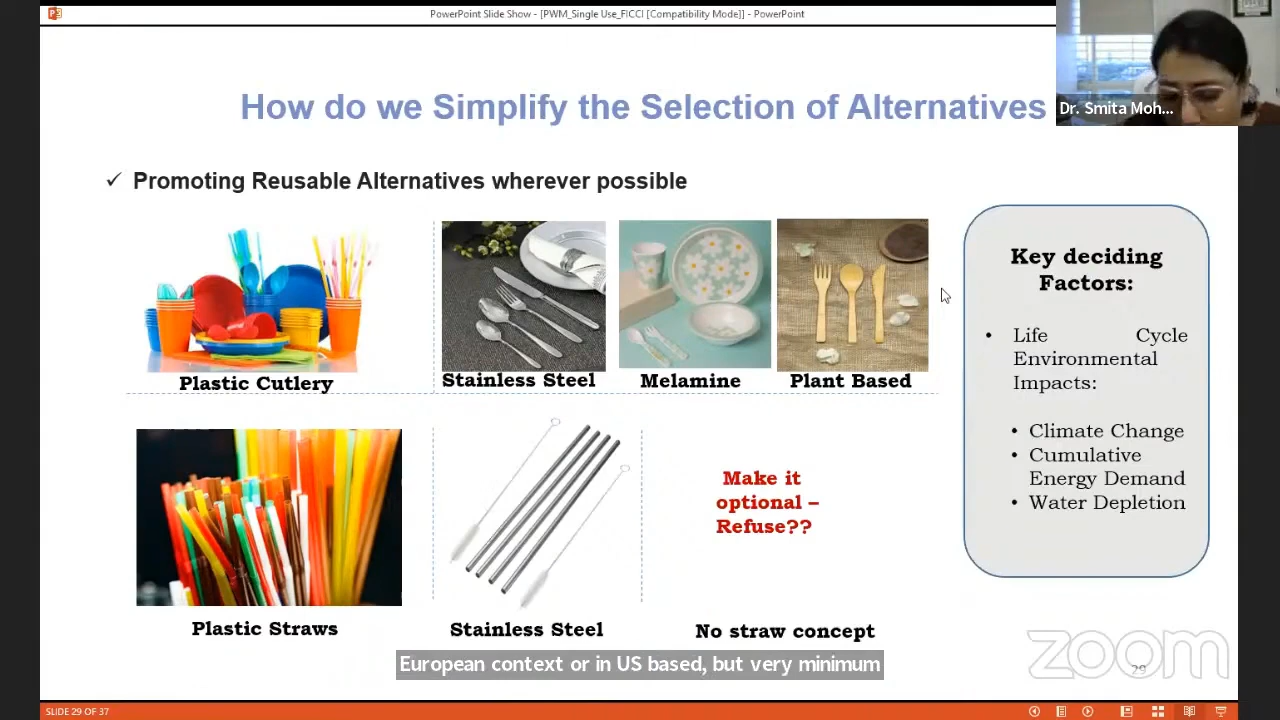 PowerPoint Slide Show - [PWM_Single Use_FICCI [Compatibility Mode]] - PowerPoint
How do we Simplify the Selection of Alternatives
Dr. Smita Moh...
✓ Promoting Reusable Alternatives wherever possible
Plastic Cutlery
Stainless Steel
Melamine
Plant Based
Key deciding
Factors:
• Life Cycle
Environmental
Impacts:
• Climate Change
• Cumulative
Energy Demand
• Water Depletion
Make it
optional –
Refuse??
Plastic Straws
Stainless Steel
No straw concept
European context or in US based, but very minimum
zoom
29
SLIDE 29 OF 37